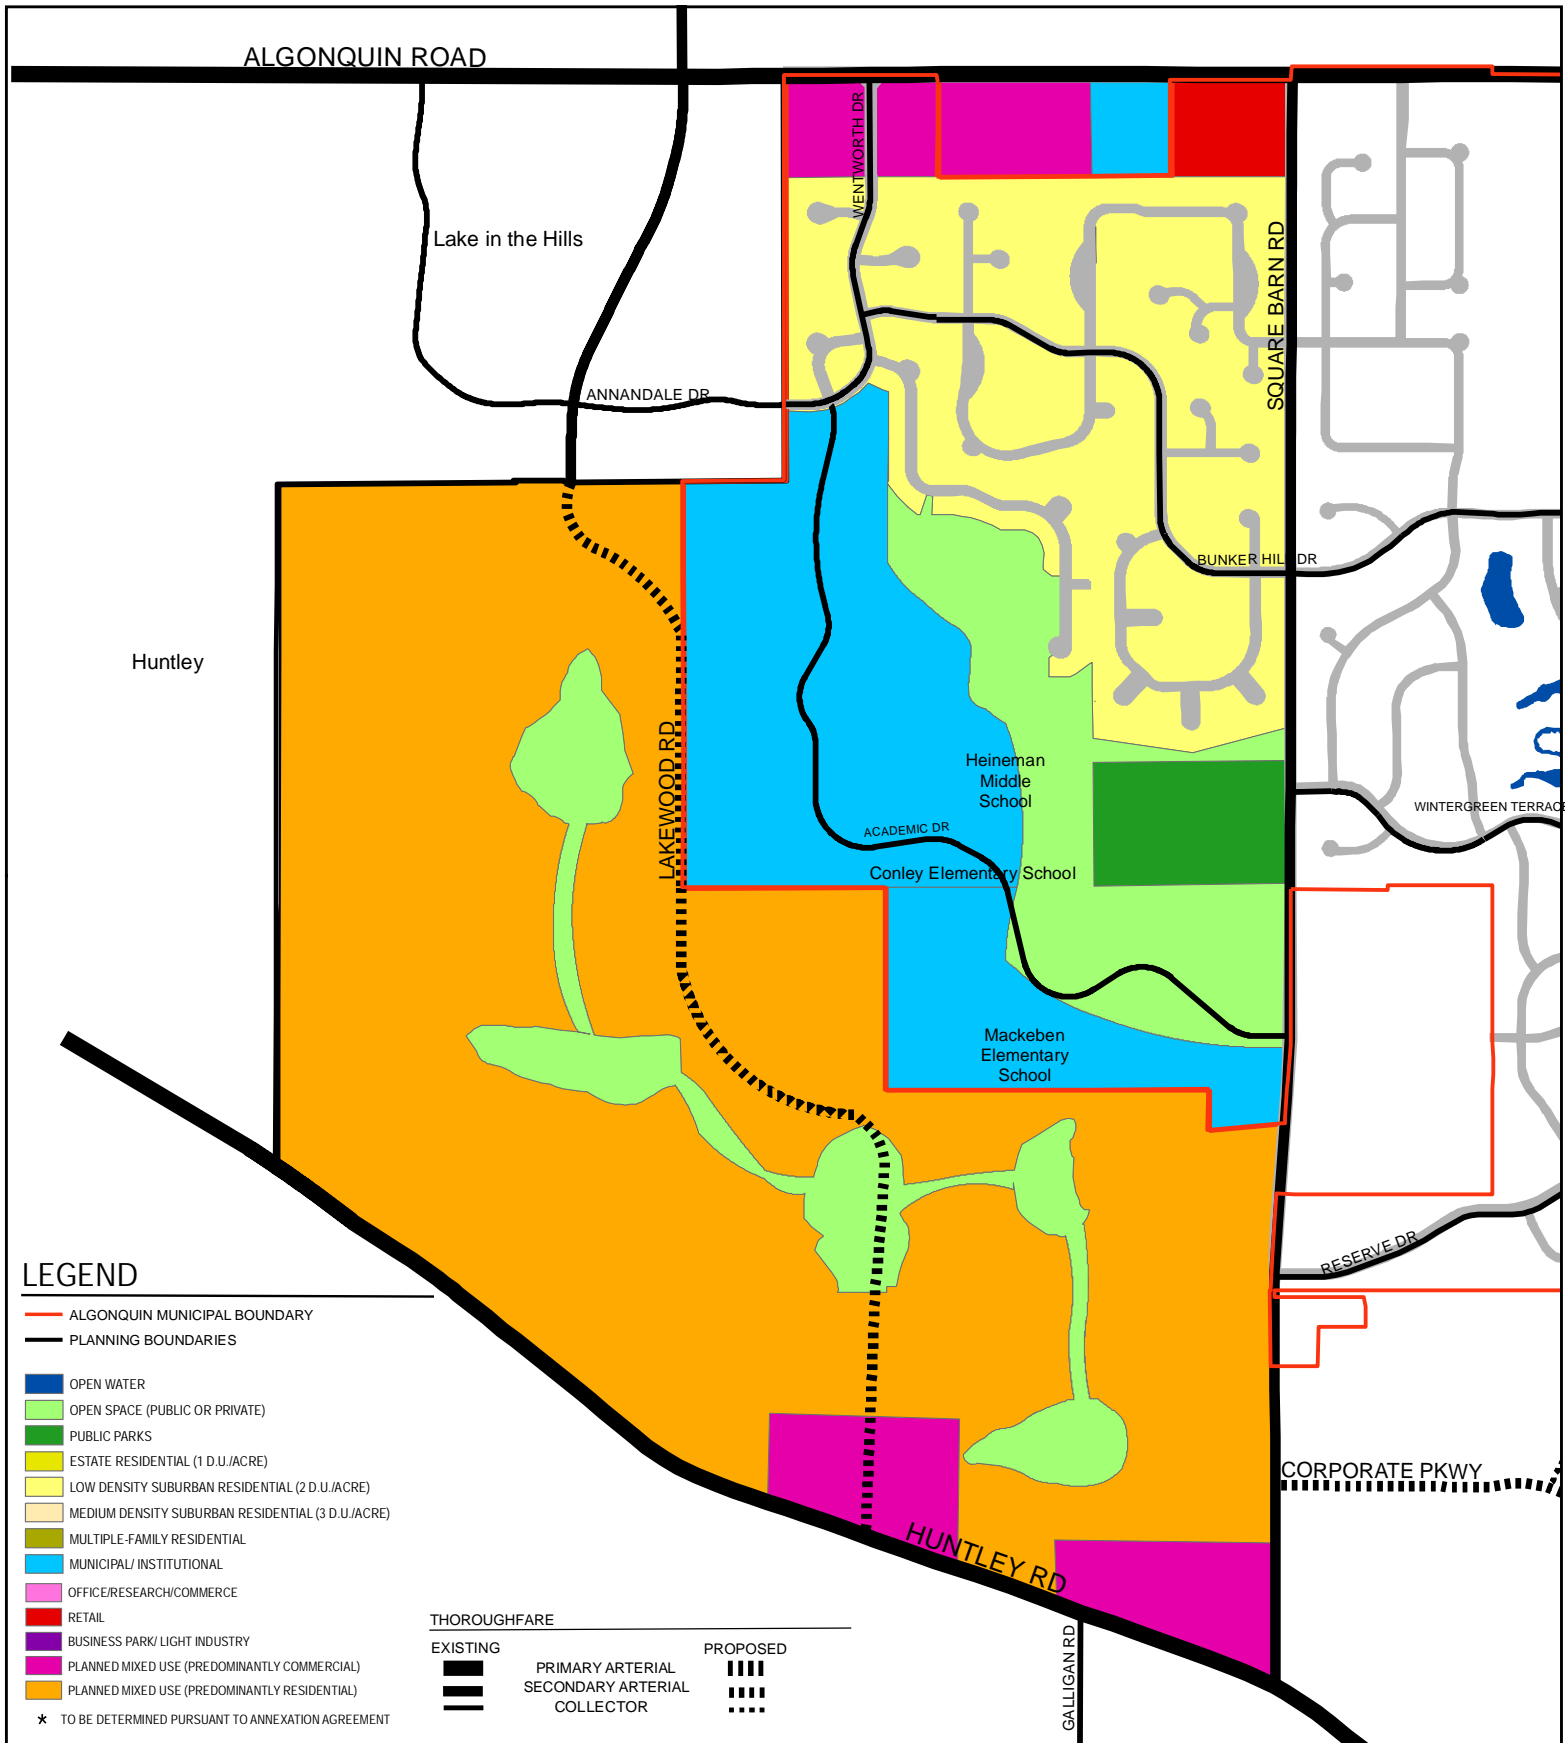 ALGONQUIN ROAD
WENTWORTH DR
Lake in the Hills
SQUARE BARN RD
ANNANDALE DR
BUNKER HILL DR
Huntley
LAKEWOOD RD
Heineman
Middle
School
WINTERGREEN TERRACE
ACADEMIC DR
Conley Elementary School
Mackeben
Elementary
School
RESERVE DR
CORPORATE PKWY
HUNTLEY RD
GALLIGAN RD
LEGEND
ALGONQUIN MUNICIPAL BOUNDARY
PLANNING BOUNDARIES
OPEN WATER
OPEN SPACE (PUBLIC OR PRIVATE)
PUBLIC PARKS
ESTATE RESIDENTIAL (1 D.U./ACRE)
LOW DENSITY SUBURBAN RESIDENTIAL (2 D.U./ACRE)
MEDIUM DENSITY SUBURBAN RESIDENTIAL (3 D.U./ACRE)
MULTIPLE-FAMILY RESIDENTIAL
MUNICIPAL/ INSTITUTIONAL
OFFICE/RESEARCH/COMMERCE
RETAIL
BUSINESS PARK/ LIGHT INDUSTRY
PLANNED MIXED USE (PREDOMINANTLY COMMERCIAL)
PLANNED MIXED USE (PREDOMINANTLY RESIDENTIAL)
* TO BE DETERMINED PURSUANT TO ANNEXATION AGREEMENT
THOROUGHFARE
EXISTING PROPOSED
PRIMARY ARTERIAL
SECONDARY ARTERIAL
COLLECTOR